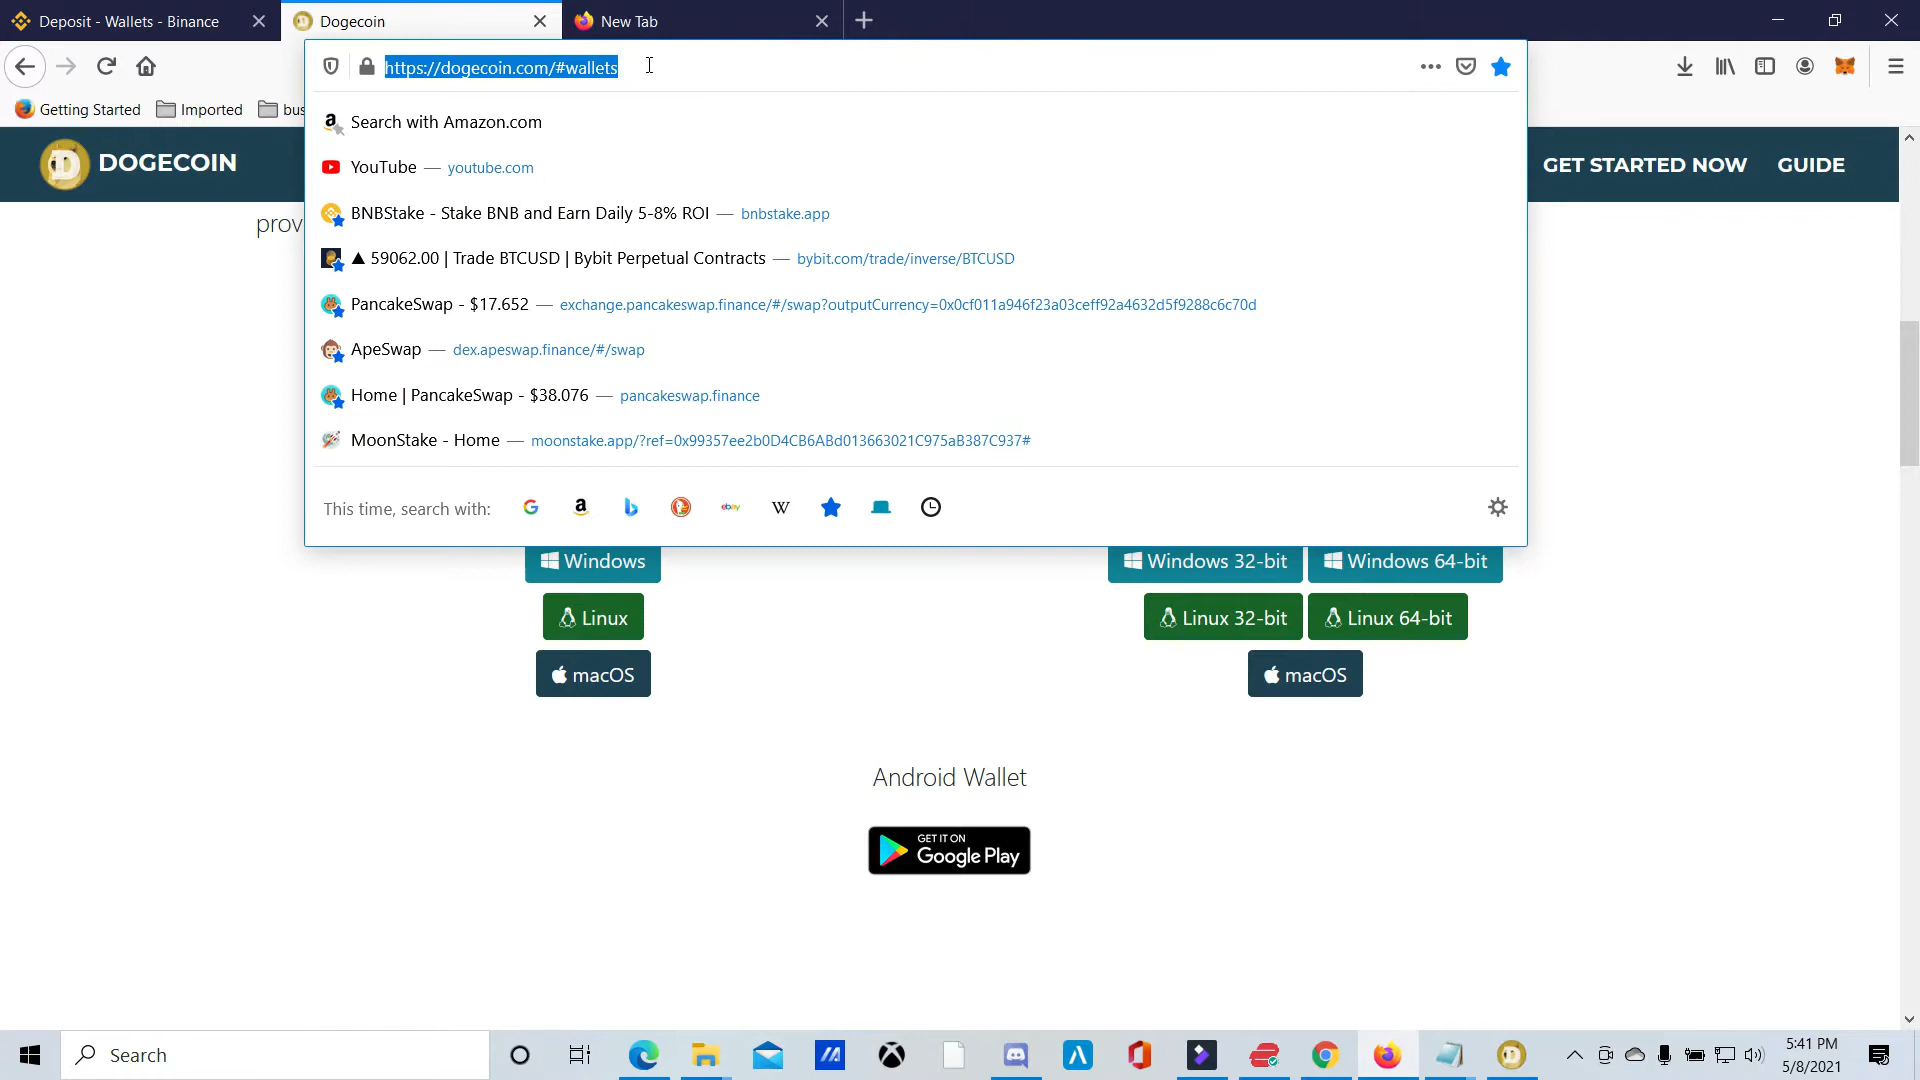 Deposit - Wallets - Binance
Dogecoin
New Tab
https://dogecoin.com/#wallets
Getting Started
Imported
bus
Search with Amazon.com
YouTube — youtube.com
BNBStake - Stake BNB and Earn Daily 5-8% ROI — bnbstake.app
▲ 59062.00 | Trade BTCUSD | Bybit Perpetual Contracts — bybit.com/trade/inverse/BTCUSD
PancakeSwap - $17.652 — exchange.pancakeswap.finance/#/swap?outputCurrency=0x0cf011a946f23a03ceff92a4632d5f9288c6c70d
ApeSwap — dex.apeswap.finance/#/swap
Home | PancakeSwap - $38.076 — pancakeswap.finance
MoonStake - Home — moonstake.app/?ref=0x99357ee2b0D4CB6ABd013663021C975aB387C937#
This time, search with:
ebay
DOGECOIN
GET STARTED NOW
GUIDE
prov
Windows
Linux
macOS
Windows 32-bit
Windows 64-bit
Linux 32-bit
Linux 64-bit
macOS
Android Wallet
GET IT ON
Google Play
Search
5:41 PM
5/8/2021